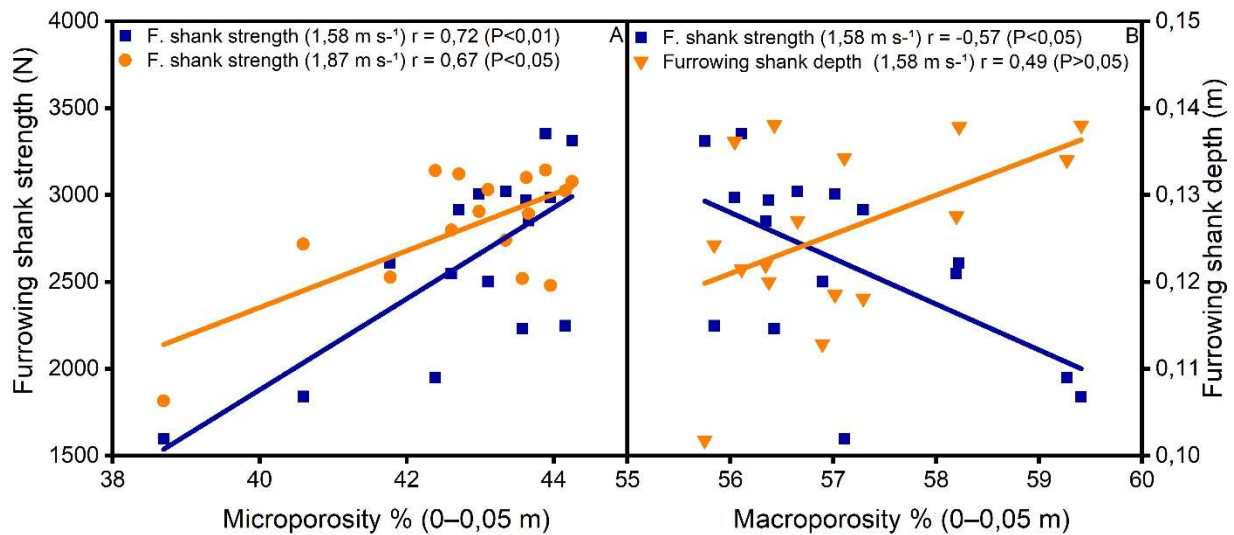 4000
3500
3000
2500
2000
1500
Furrowing shank strength (N)
F. shank strength (1,58 m s⁻¹) r = 0,72 (P<0,01)
F. shank strength (1,87 m s⁻¹) r = 0,67 (P<0,05)
A
38
40
42
44
Microporosity % (0–0,05 m)
F. shank strength (1,58 m s⁻¹) r = -0,57 (P<0,05)
Furrowing shank depth (1,58 m s⁻¹) r = 0,49 (P>0,05)
B
55
56
57
58
59
60
Macroporosity % (0–0,05 m)
0,15
0,14
0,13
0,12
0,11
0,10
Furrowing shank depth (m)